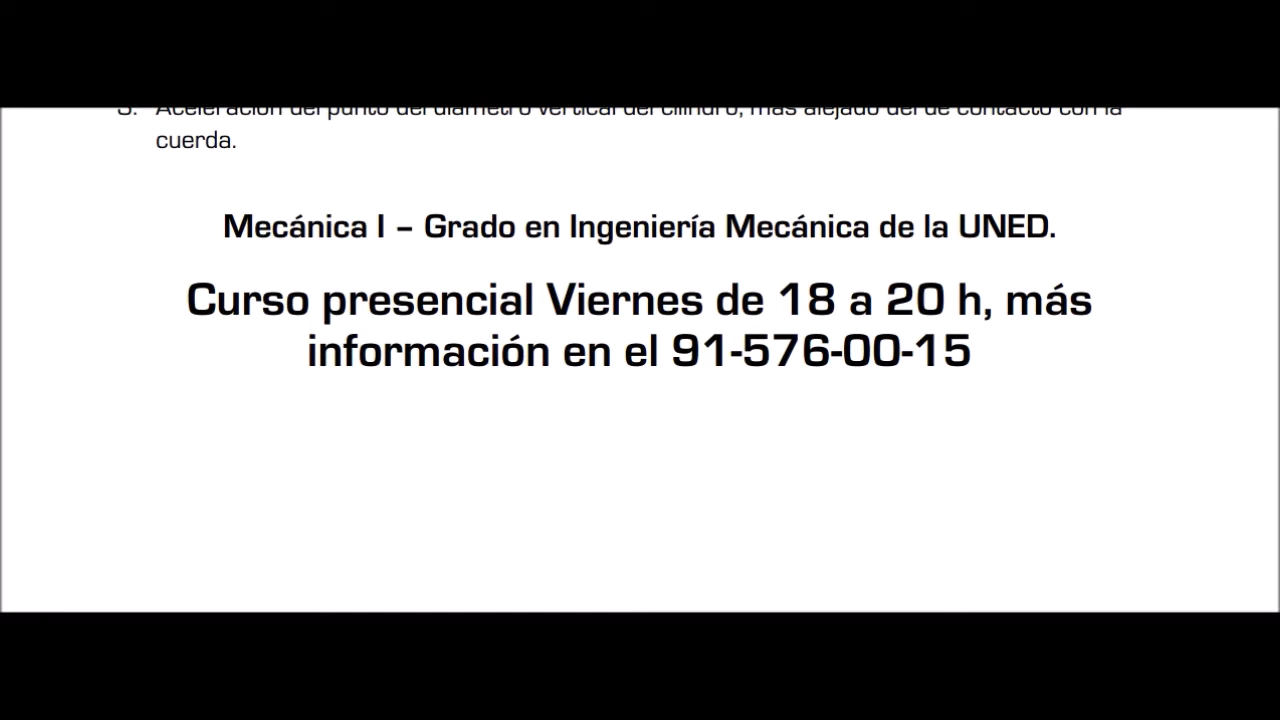 3. Aceleración del punto del diámetro vertical del cilindro, más alejado del de contacto con la
cuerda.
Mecánica I – Grado en Ingeniería Mecánica de la UNED.
Curso presencial Viernes de 18 a 20 h, más
información en el 91-576-00-15